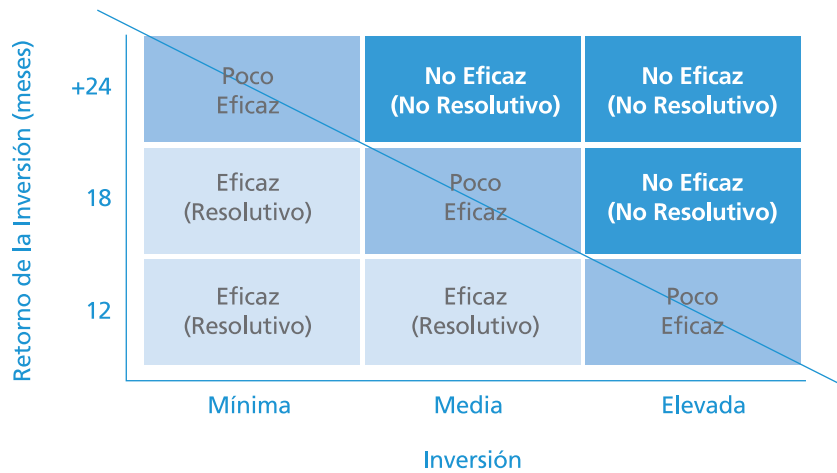 Retorno de la Inversión (meses)
+24
Poco
Eficaz
No Eficaz
(No Resolutivo)
No Eficaz
(No Resolutivo)
18
Eficaz
(Resolutivo)
Poco
Eficaz
No Eficaz
(No Resolutivo)
12
Eficaz
(Resolutivo)
Eficaz
(Resolutivo)
Poco
Eficaz
Mínima
Media
Elevada
Inversión